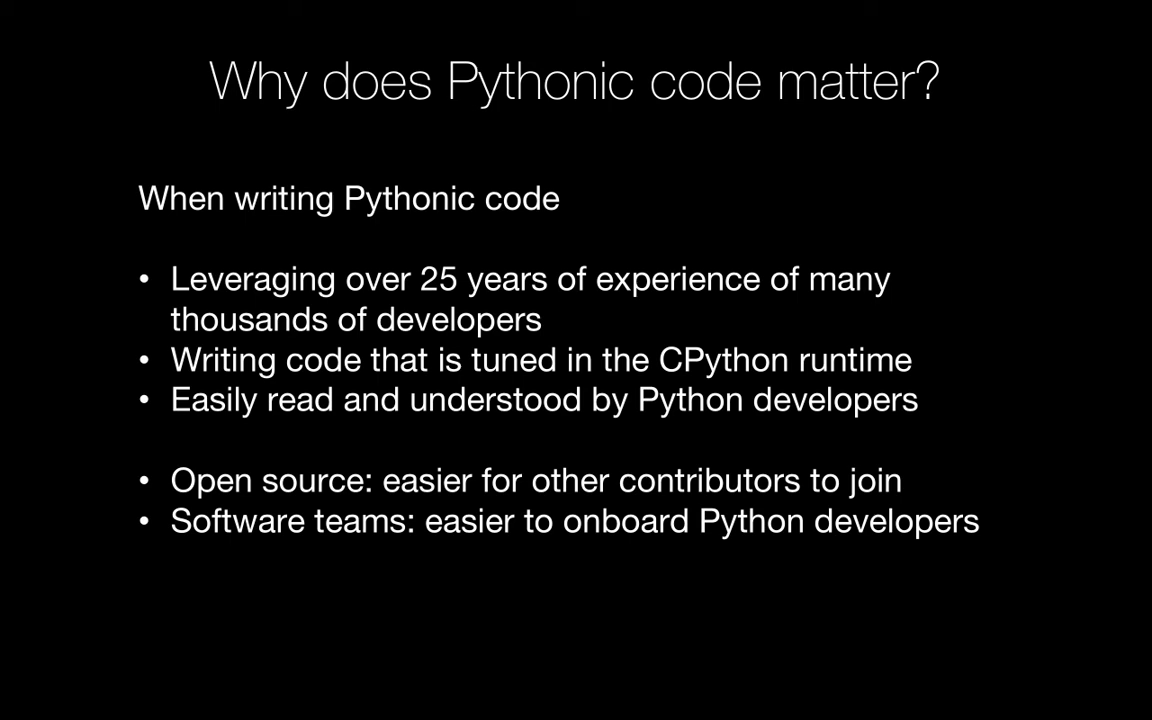 Why does Pythonic code matter?
When writing Pythonic code
• Leveraging over 25 years of experience of many
thousands of developers
• Writing code that is tuned in the CPython runtime
• Easily read and understood by Python developers
• Open source: easier for other contributors to join
• Software teams: easier to onboard Python developers